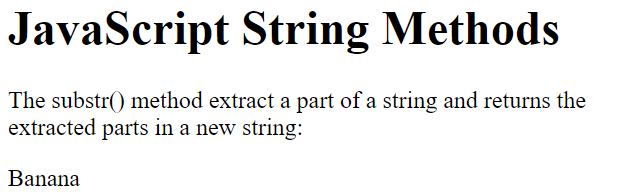 JavaScript String Methods
The substr() method extract a part of a string and returns the
extracted parts in a new string:
Banana